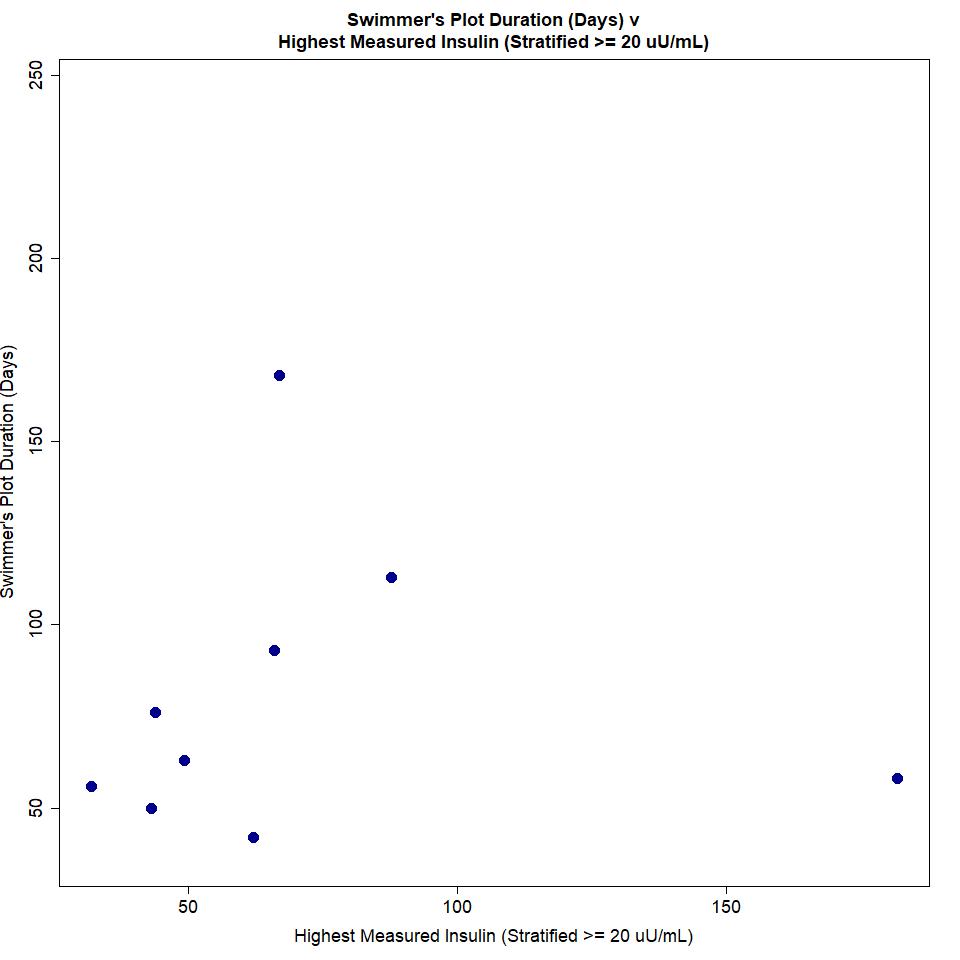 Swimmer's Plot Duration (Days) v
Highest Measured Insulin (Stratified >= 20 uU/mL)
250
200
150
100
50
Swimmer's Plot Duration (Days)
50
100
150
Highest Measured Insulin (Stratified >= 20 uU/mL)